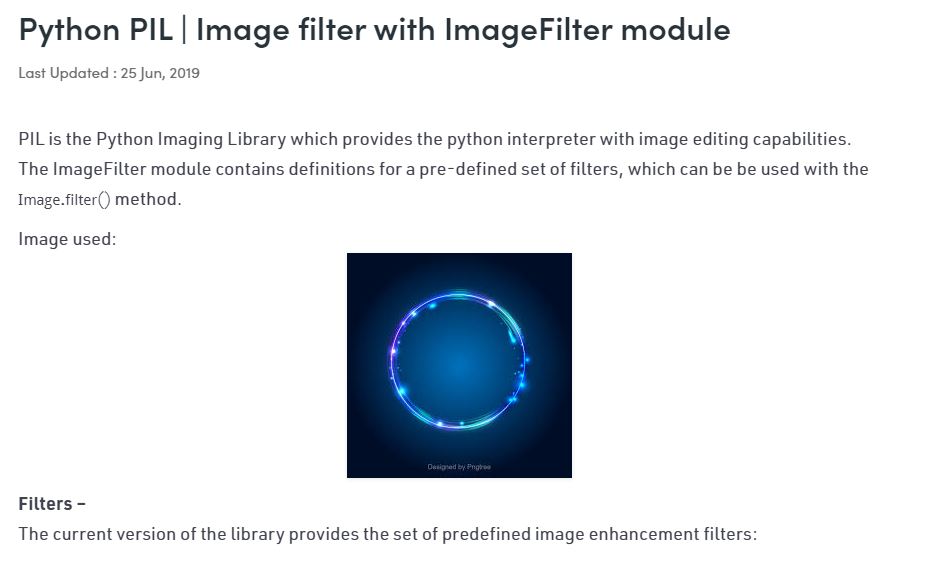 Python PIL | Image filter with ImageFilter module
Last Updated : 25 Jun, 2019
PIL is the Python Imaging Library which provides the python interpreter with image editing capabilities.
The ImageFilter module contains definitions for a pre-defined set of filters, which can be be used with the
Image.filter() method.
Image used:
Designed by Pngtree
Filters –
The current version of the library provides the set of predefined image enhancement filters: